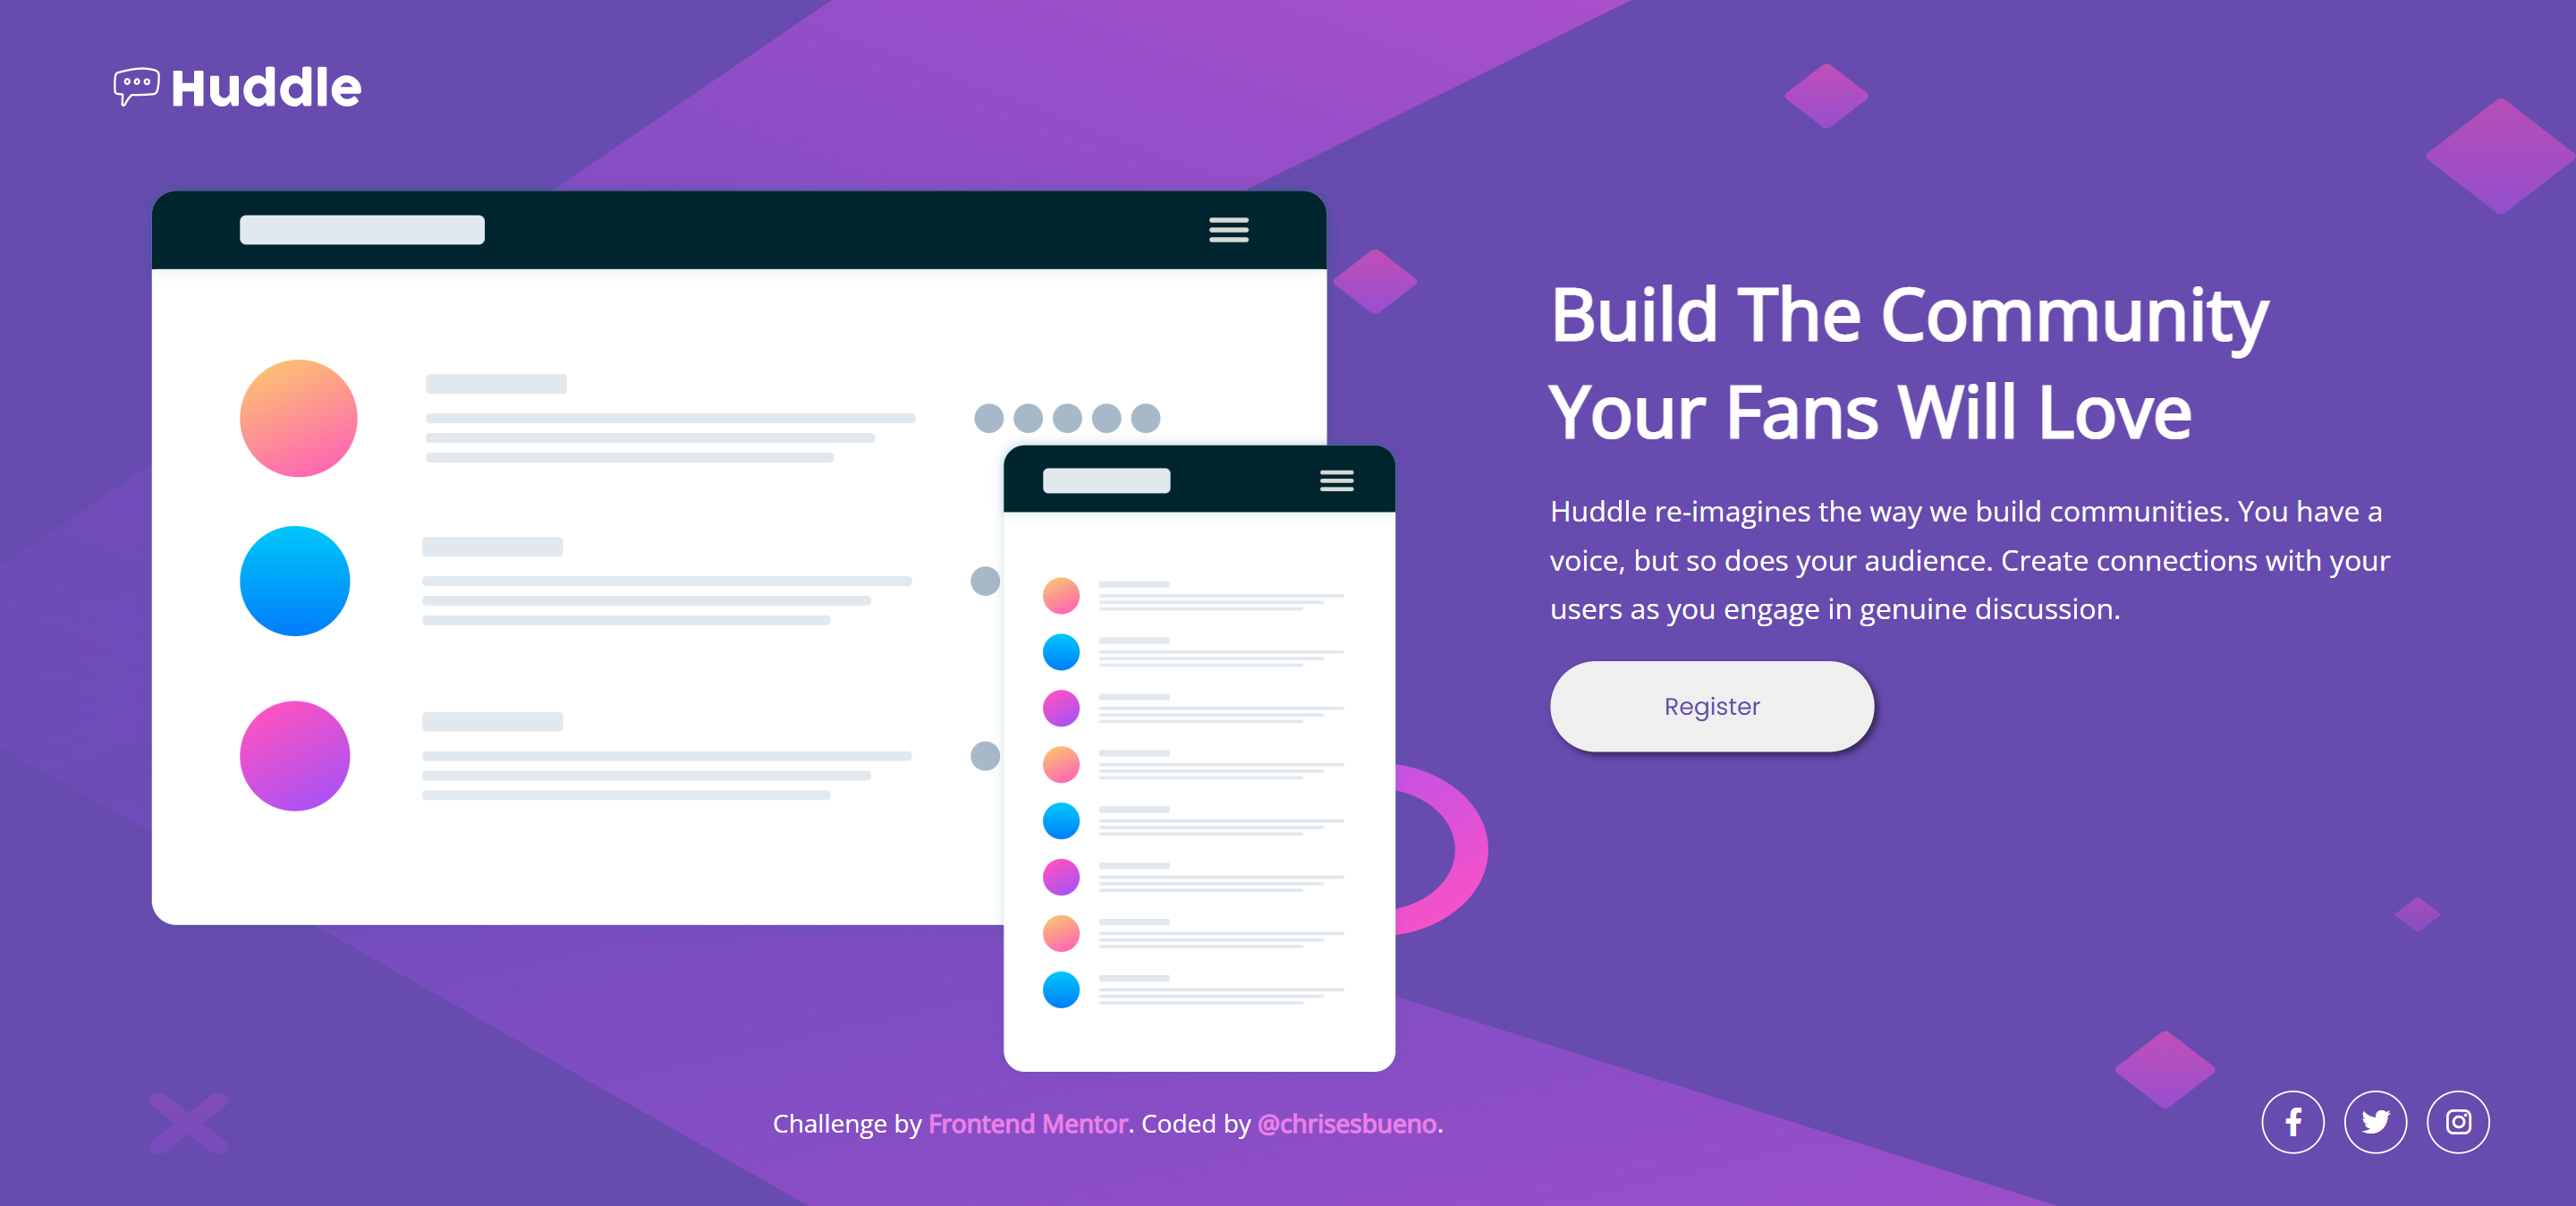 Huddle
Build The Community
Your Fans Will Love
Huddle re-imagines the way we build communities. You have a
voice, but so does your audience. Create connections with your
users as you engage in genuine discussion.
Register
Challenge by Frontend Mentor. Coded by @chrisesbueno.